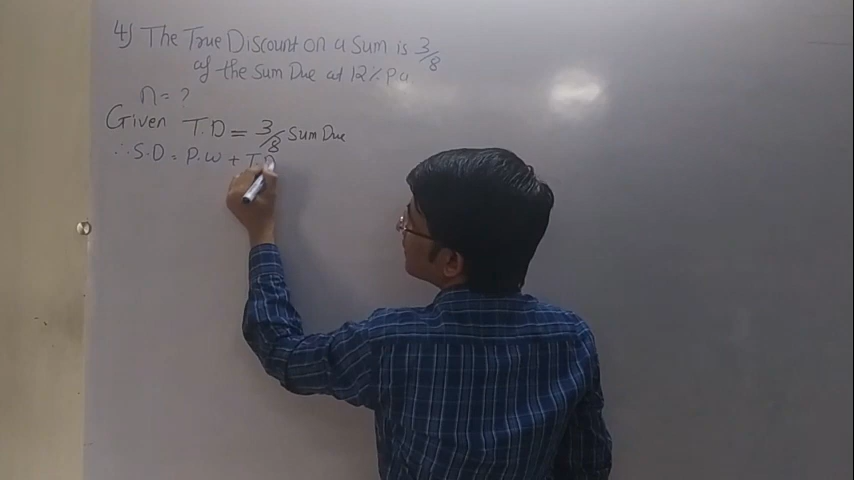 4) The True Discount on a Sum is 3/8
of the Sum Due at 12% Pa
n = ?
Given T.D = 3/8 Sum Due
∴ S.D = P.W + T.D